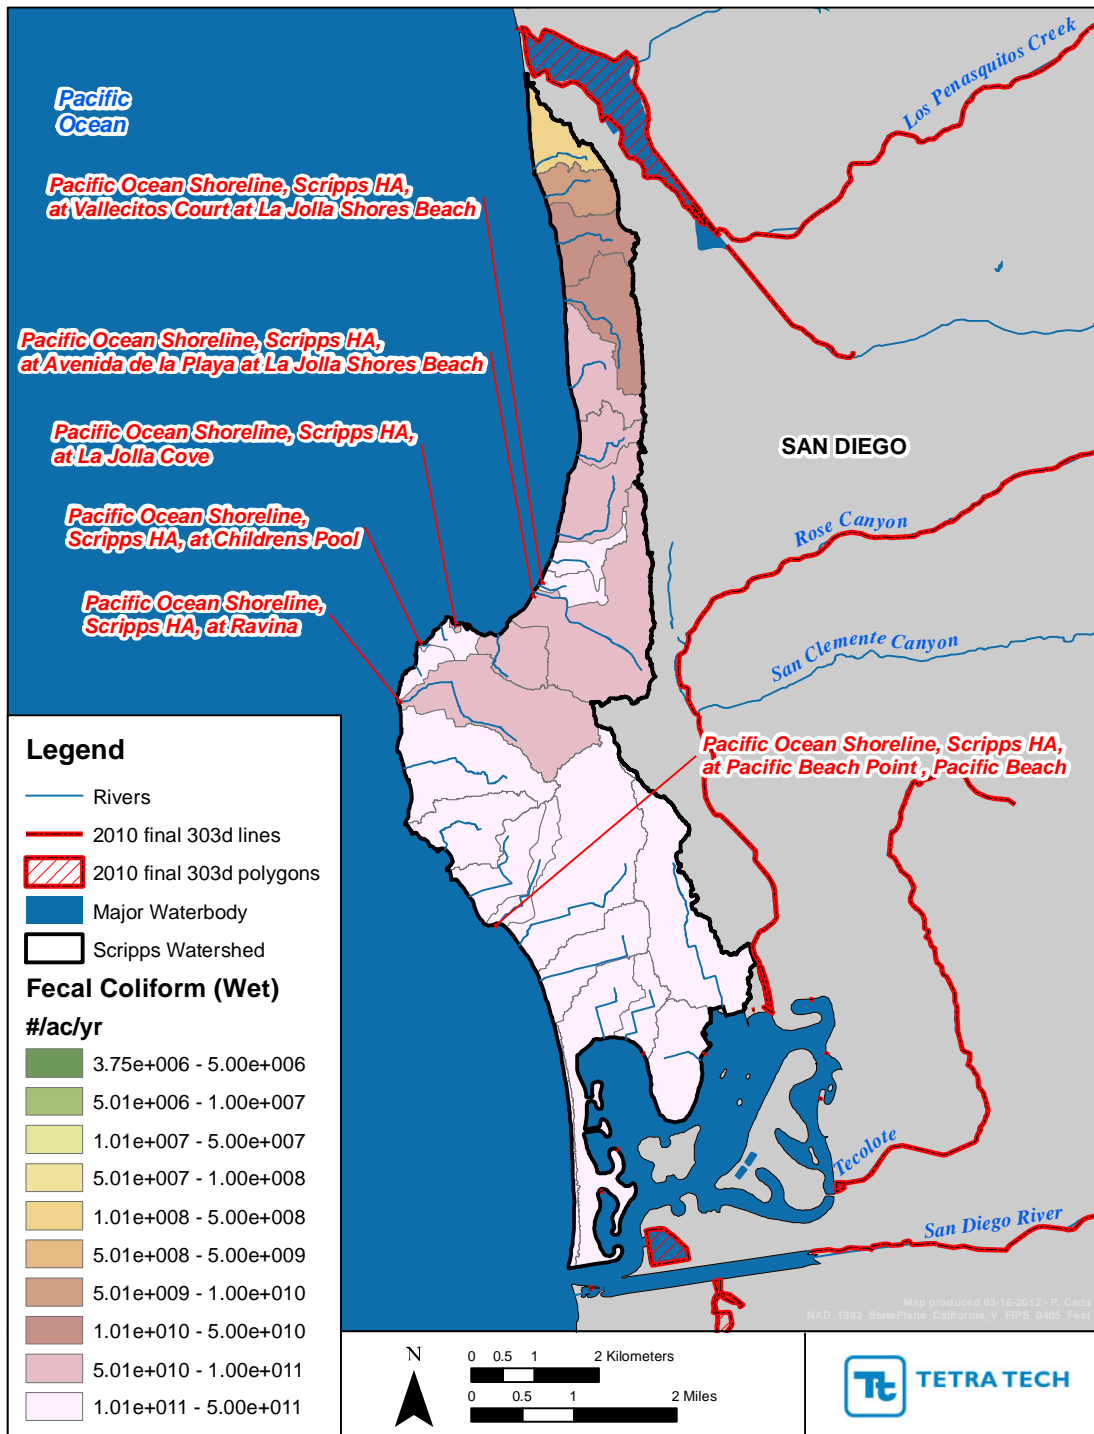 Pacific
Ocean
Los Penasquitos Creek
Pacific Ocean Shoreline, Scripps HA,
at Vallecitos Court at La Jolla Shores Beach
Pacific Ocean Shoreline, Scripps HA,
at Avenida de la Playa at La Jolla Shores Beach
Pacific Ocean Shoreline, Scripps HA,
at La Jolla Cove
SAN DIEGO
Pacific Ocean Shoreline,
Scripps HA, at Childrens Pool
Rose Canyon
Pacific Ocean Shoreline,
Scripps HA, at Ravina
San Clemente Canyon
Pacific Ocean Shoreline, Scripps HA,
at Pacific Beach Point , Pacific Beach
Tecolote
San Diego River
Legend
Rivers
2010 final 303d lines
2010 final 303d polygons
Major Waterbody
Scripps Watershed
Fecal Coliform (Wet)
#/ac/yr
3.75e+006 - 5.00e+006
5.01e+006 - 1.00e+007
1.01e+007 - 5.00e+007
5.01e+007 - 1.00e+008
1.01e+008 - 5.00e+008
5.01e+008 - 5.00e+009
5.01e+009 - 1.00e+010
1.01e+010 - 5.00e+010
5.01e+010 - 1.00e+011
1.01e+011 - 5.00e+011
Map produced 03-16-2012 - P. Cada
NAD_1983_StatePlane_California_V_FIPS_0405_Feet
N
0 0.5 1 2 Kilometers
0 0.5 1 2 Miles
Tt TETRA TECH